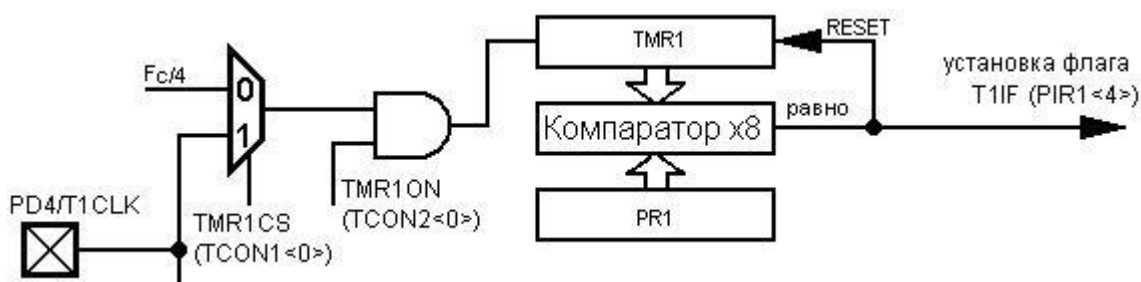 TMR1
RESET
установка флага
T1IF (PIR1<4>)
Fc/4
0
1
Компаратор x8
равно
PD4/T1CLK
TMR1CS
(TCON1<0>)
TMR1ON
(TCON2<0>)
PR1